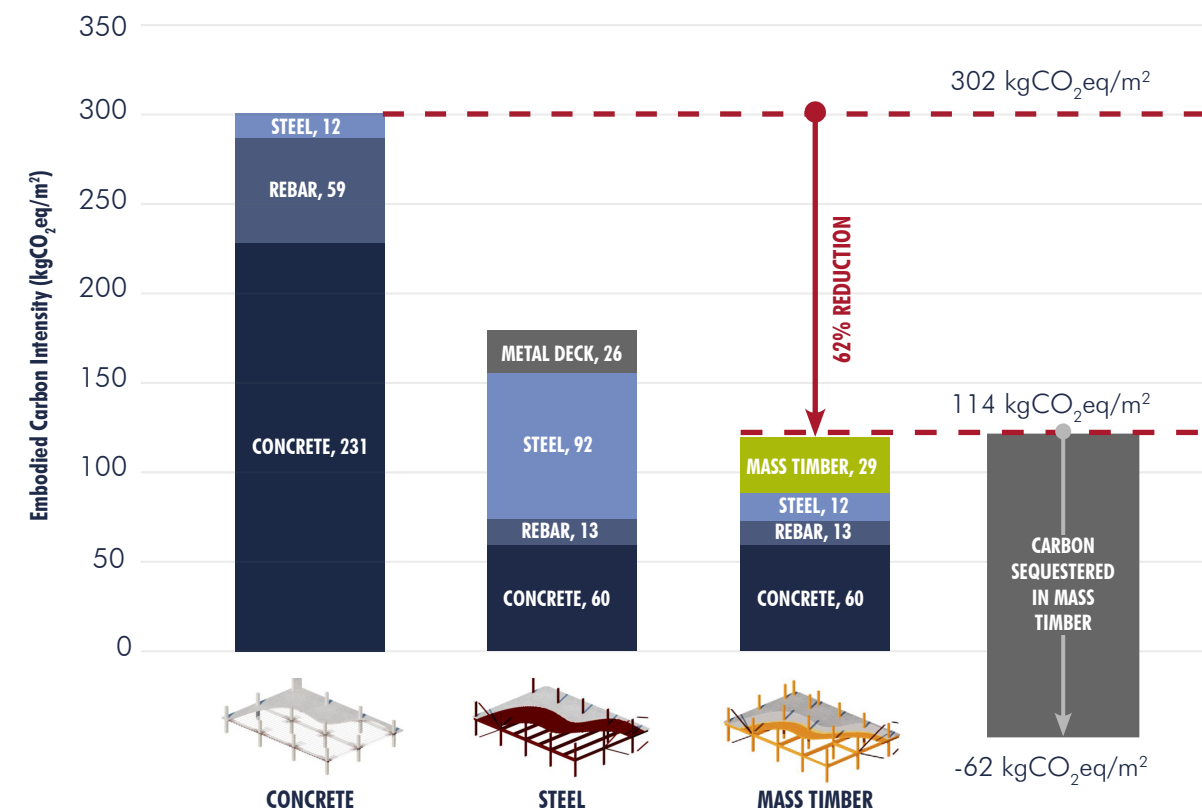 350
300
250
200
150
100
50
0
Embodied Carbon Intensity (kgCO₂eq/m²)
STEEL, 12
REBAR, 59
CONCRETE, 231
METAL DECK, 26
STEEL, 92
REBAR, 13
CONCRETE, 60
MASS TIMBER, 29
STEEL, 12
REBAR, 13
CONCRETE, 60
302 kgCO₂eq/m²
62% REDUCTION
114 kgCO₂eq/m²
CARBON
SEQUESTERED
IN MASS
TIMBER
-62 kgCO₂eq/m²
CONCRETE
STEEL
MASS TIMBER